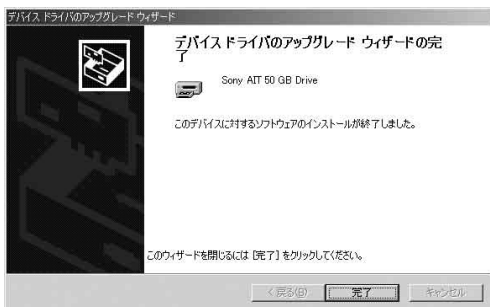 デバイス ドライバのアップグレード ウィザード
デバイス ドライバのアップグレード ウィザードの完
了
Sony AIT 50 GB Drive
このデバイスに対するソフトウェアのインストールが終了しました。
このウィザードを閉じるには [完了] をクリックしてください。
< 戻る(B)
完了
キャンセル